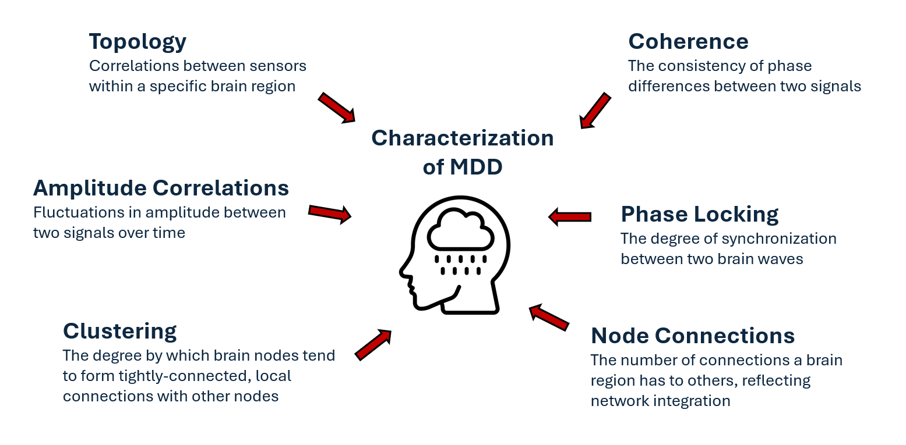 Topology
Correlations between sensors
within a specific brain region
Coherence
The consistency of phase
differences between two signals
Characterization
of MDD
Amplitude Correlations
Fluctuations in amplitude between
two signals over time
Phase Locking
The degree of synchronization
between two brain waves
Clustering
The degree by which brain nodes tend
to form tightly-connected, local
connections with other nodes
Node Connections
The number of connections a brain
region has to others, reflecting
network integration